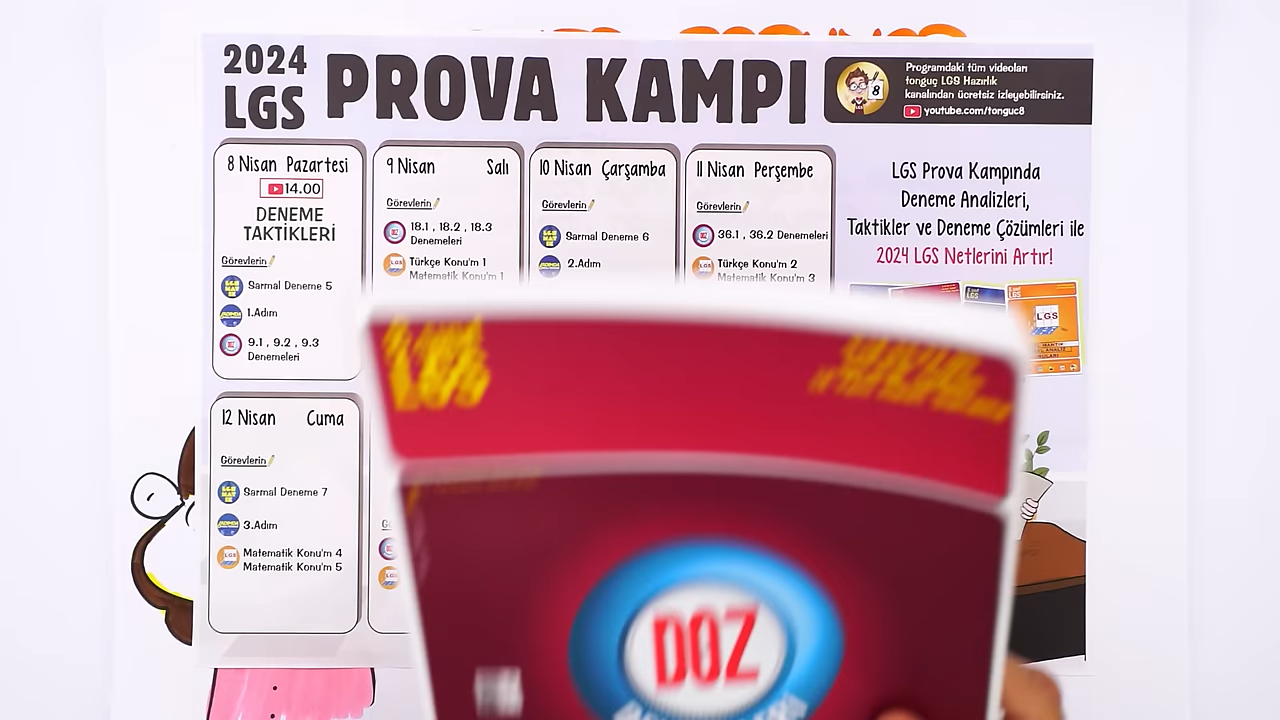 2024
LGS
PROVA KAMPI
Programdaki tüm videoları
tonguç LGS Hazırlık
kanalından ücretsiz izleyebilirsiniz.
youtube.com/tonguc8
8 Nisan Pazartesi
14.00
DENEME
TAKTİKLERİ
Görevlerin
Sarmal Deneme 5
1.Adım
9.1 , 9.2 , 9.3
Denemeleri
9 Nisan Salı
Görevlerin
18.1 , 18.2 , 18.3
Denemeleri
Türkçe Konu'm 1
Matematik Konu'm 1
10 Nisan Çarşamba
Görevlerin
Sarmal Deneme 6
2.Adım
11 Nisan Perşembe
Görevlerin
36.1 , 36.2 Denemeleri
Türkçe Konu'm 2
Matematik Konu'm 3
LGS Prova Kampında
Deneme Analizleri,
Taktikler ve Deneme Çözümleri ile
2024 LGS Netlerini Artır!
LGS
12 Nisan Cuma
Görevlerin
Sarmal Deneme 7
3.Adım
Matematik Konu'm 4
Matematik Konu'm 5
DOZ